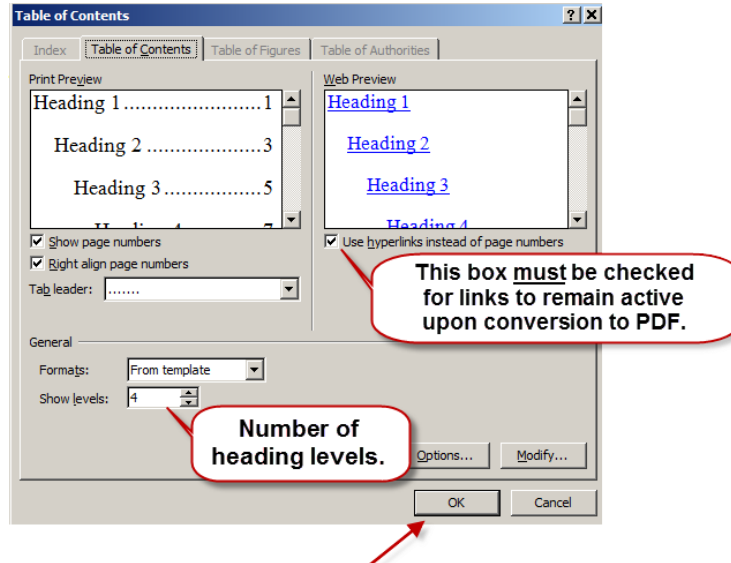 Table of Contents
Index Table of Contents Table of Figures Table of Authorities
Print Preview
Heading 1........................1
Heading 2 ....................3
Heading 3.................5
Web Preview
Heading 1
Heading 2
Heading 3
Heading 4
Show page numbers
Right align page numbers
Tab leader: .......
Use hyperlinks instead of page numbers
This box must be checked
for links to remain active
upon conversion to PDF.
General
Formats: From template
Show levels: 4
Number of
heading levels.
Options... Modify...
OK Cancel